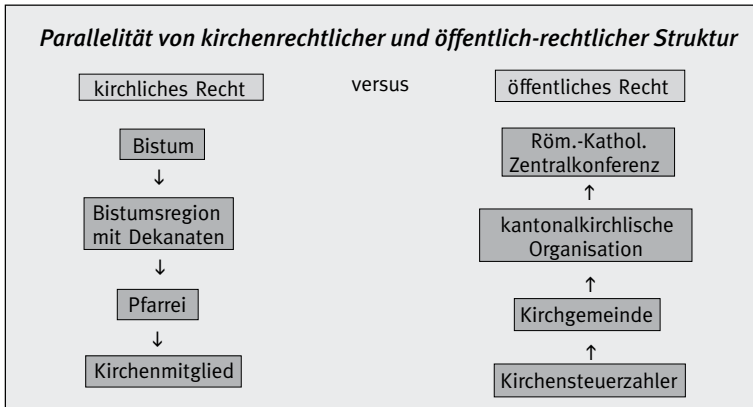 Parallelität von kirchenrechtlicher und öffentlich-rechtlicher Struktur
kirchliches Recht
versus
öffentliches Recht
Bistum
↓
Bistumsregion
mit Dekanaten
↓
Pfarrei
↓
Kirchenmitglied
Röm.-Kathol.
Zentralkonferenz
↑
kantonalkirchlische
Organisation
↑
Kirchgemeinde
↑
Kirchensteuerzahler